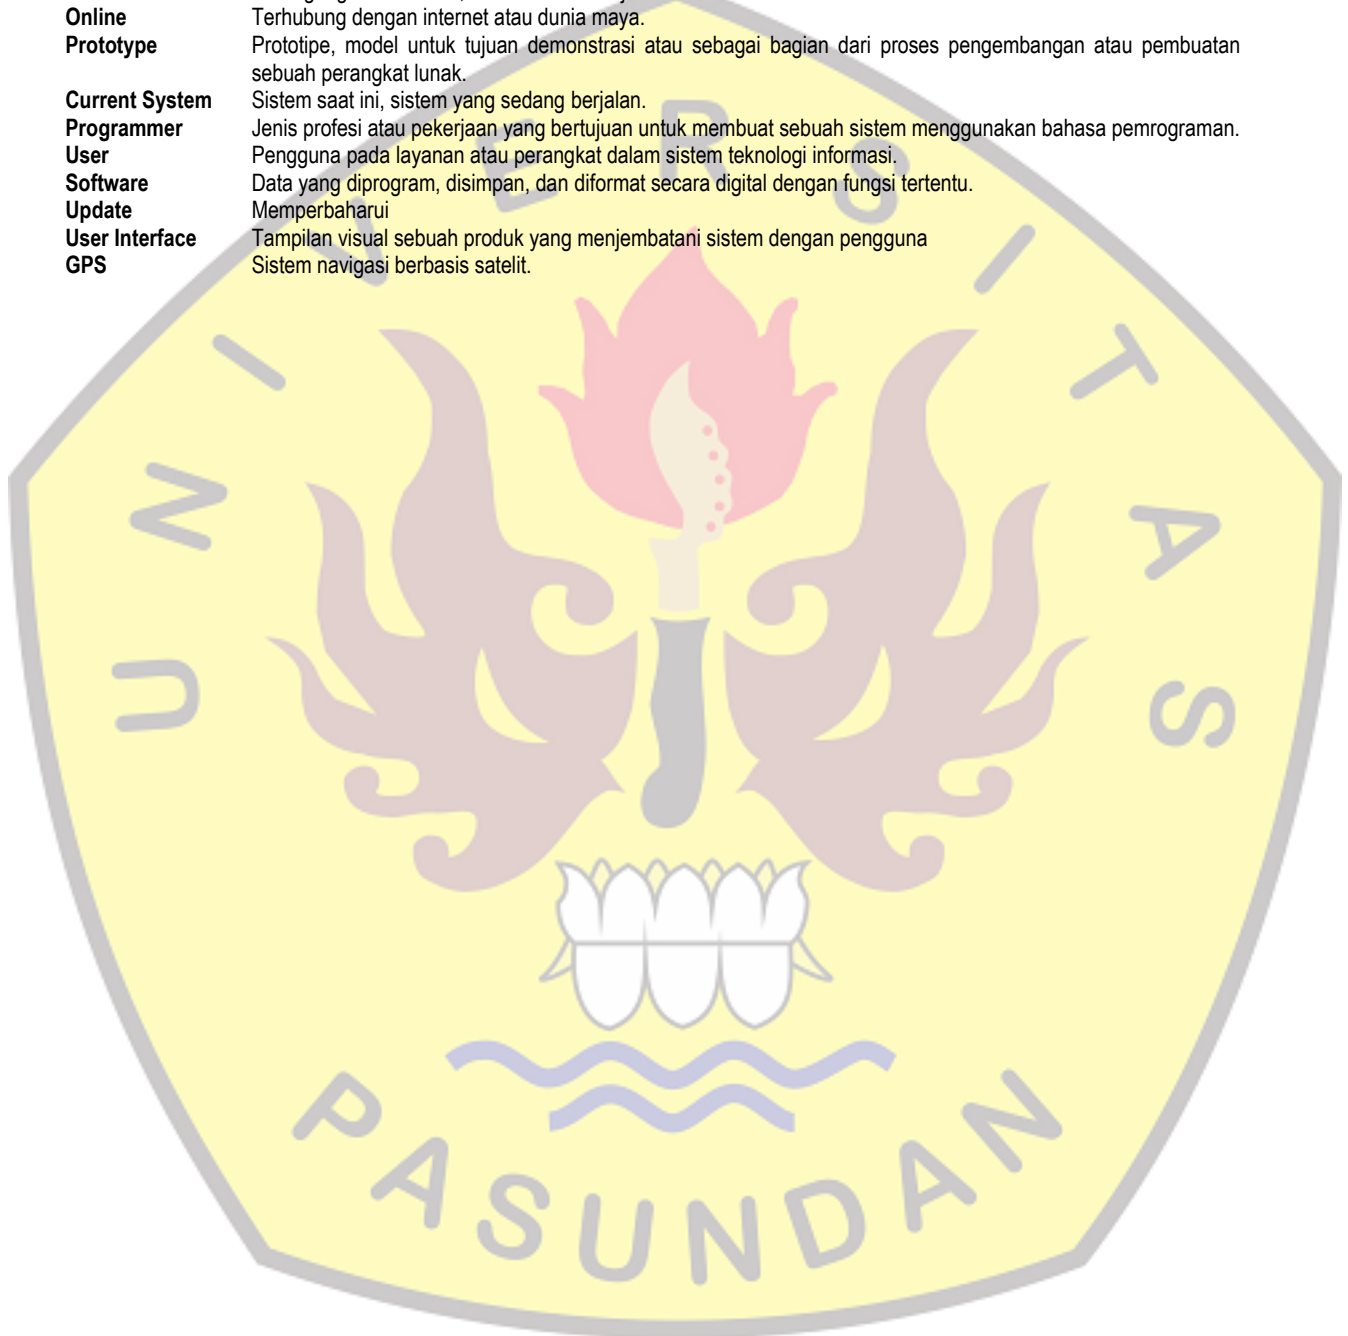 Online Terhubung dengan internet atau dunia maya.
Prototype Prototipe, model untuk tujuan demonstrasi atau sebagai bagian dari proses pengembangan atau pembuatan
sebuah perangkat lunak.
Current System Sistem saat ini, sistem yang sedang berjalan.
Programmer Jenis profesi atau pekerjaan yang bertujuan untuk membuat sebuah sistem menggunakan bahasa pemrograman.
User Pengguna pada layanan atau perangkat dalam sistem teknologi informasi.
Software Data yang diprogram, disimpan, dan diformat secara digital dengan fungsi tertentu.
Update Memperbaharui
User Interface Tampilan visual sebuah produk yang menjembatani sistem dengan pengguna
GPS Sistem navigasi berbasis satelit.
UNIVERSITAS
PASUNDAN